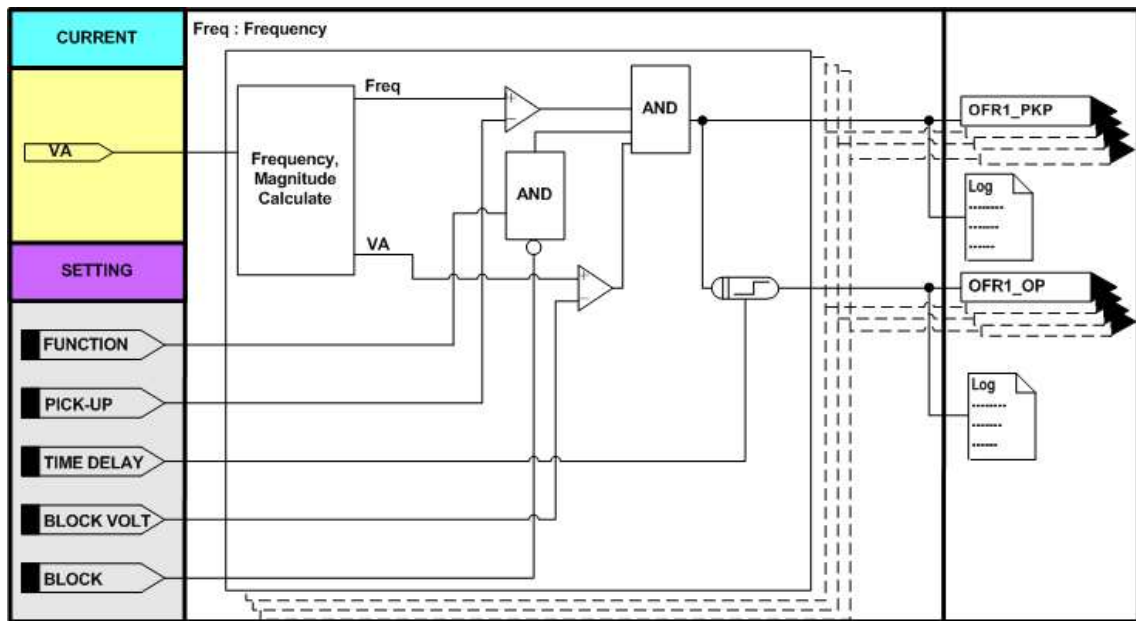 CURRENT
Freq : Frequency
VA
Frequency,
Magnitude
Calculate
Freq
VA
AND
AND
OFR1_PKP
Log
SETTING
OFR1_OP
Log
FUNCTION
PICK-UP
TIME DELAY
BLOCK VOLT
BLOCK